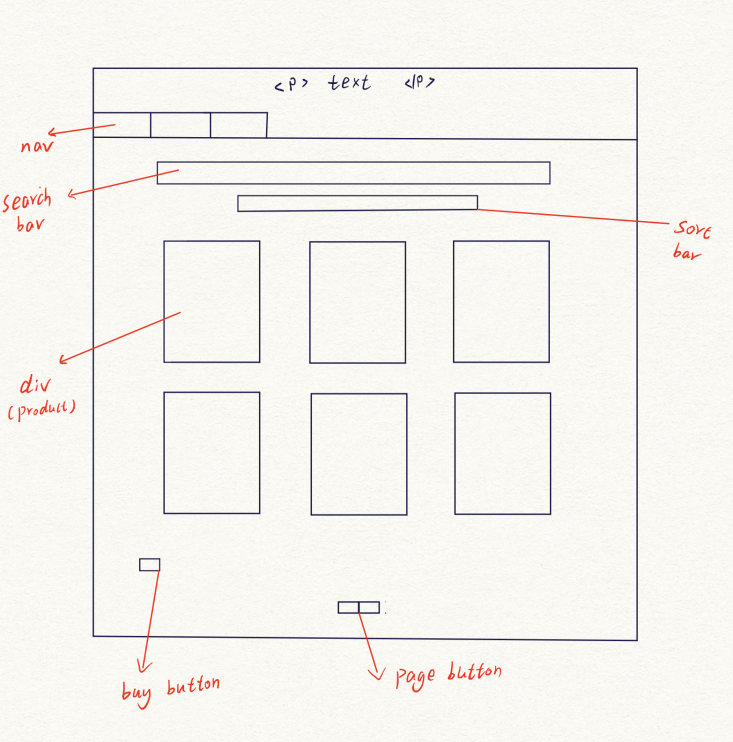 <P> text </P>
nav
search
bar
sort
bar
div
(product)
buy button
page button